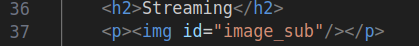 36 <h2>Streaming</h2>
37 <p><img id="image_sub"/></p>